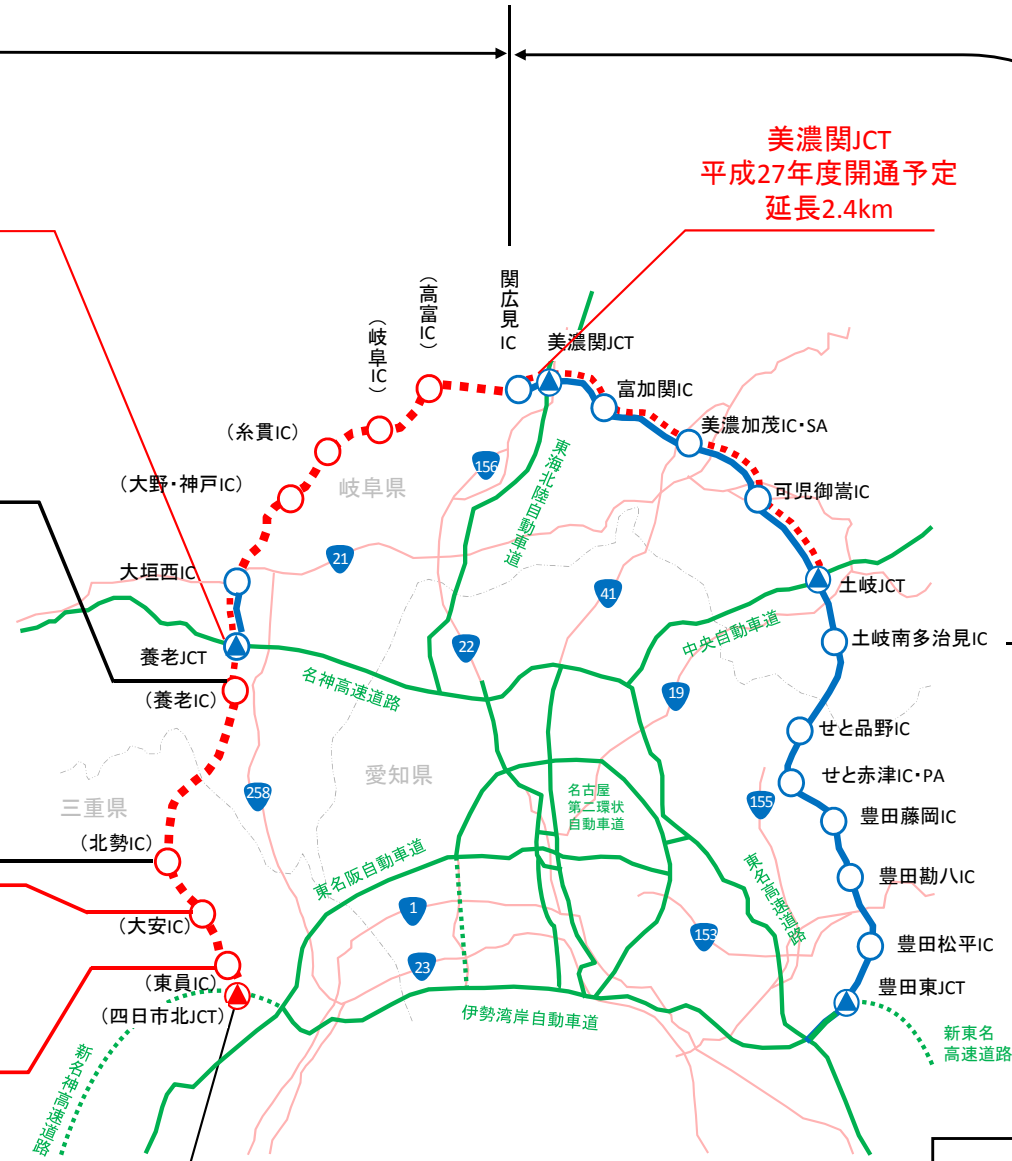 美濃関JCT
平成27年度開通予定
延長2.4km
関広見IC
（高富IC）
（岐阜IC）
美濃関JCT
富加関IC
（糸貫IC）
美濃加茂IC・SA
（大野・神戸IC）
岐阜県
156
東海北陸自動車道
可児御嵩IC
大垣西IC
21
41
土岐JCT
養老JCT
22
中央自動車道
土岐南多治見IC
（養老IC）
名神高速道路
19
せと品野IC
愛知県
せと赤津IC・PA
三重県
258
名古屋
第二環状
自動車道
155
豊田藤岡IC
（北勢IC）
東名阪自動車道
東名高速道路
豊田勘八IC
（大安IC）
1
153
豊田松平IC
23
（東員IC）
豊田東JCT
（四日市北JCT）
伊勢湾岸自動車道
新東名
高速道路
新名神高速道路